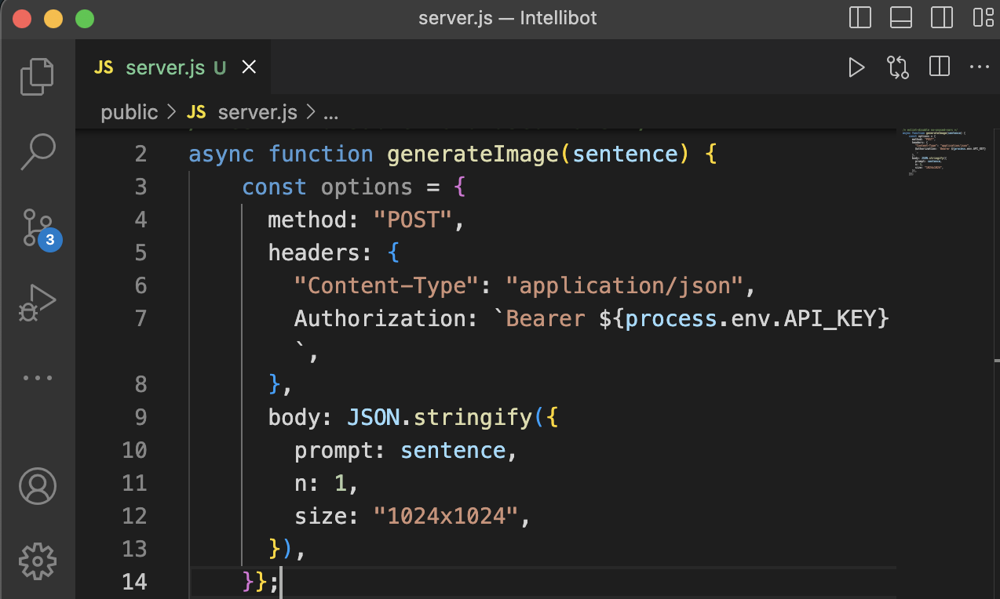 server.js — Intellibot
JS server.js U
public > JS server.js > ...
2 async function generateImage(sentence) {
3 const options = {
4 method: "POST",
5 headers: {
6 "Content-Type": "application/json",
7 Authorization: `Bearer ${process.env.API_KEY}
`,
8 },
9 body: JSON.stringify({
10 prompt: sentence,
11 n: 1,
12 size: "1024x1024",
13 }),
14 }};
3